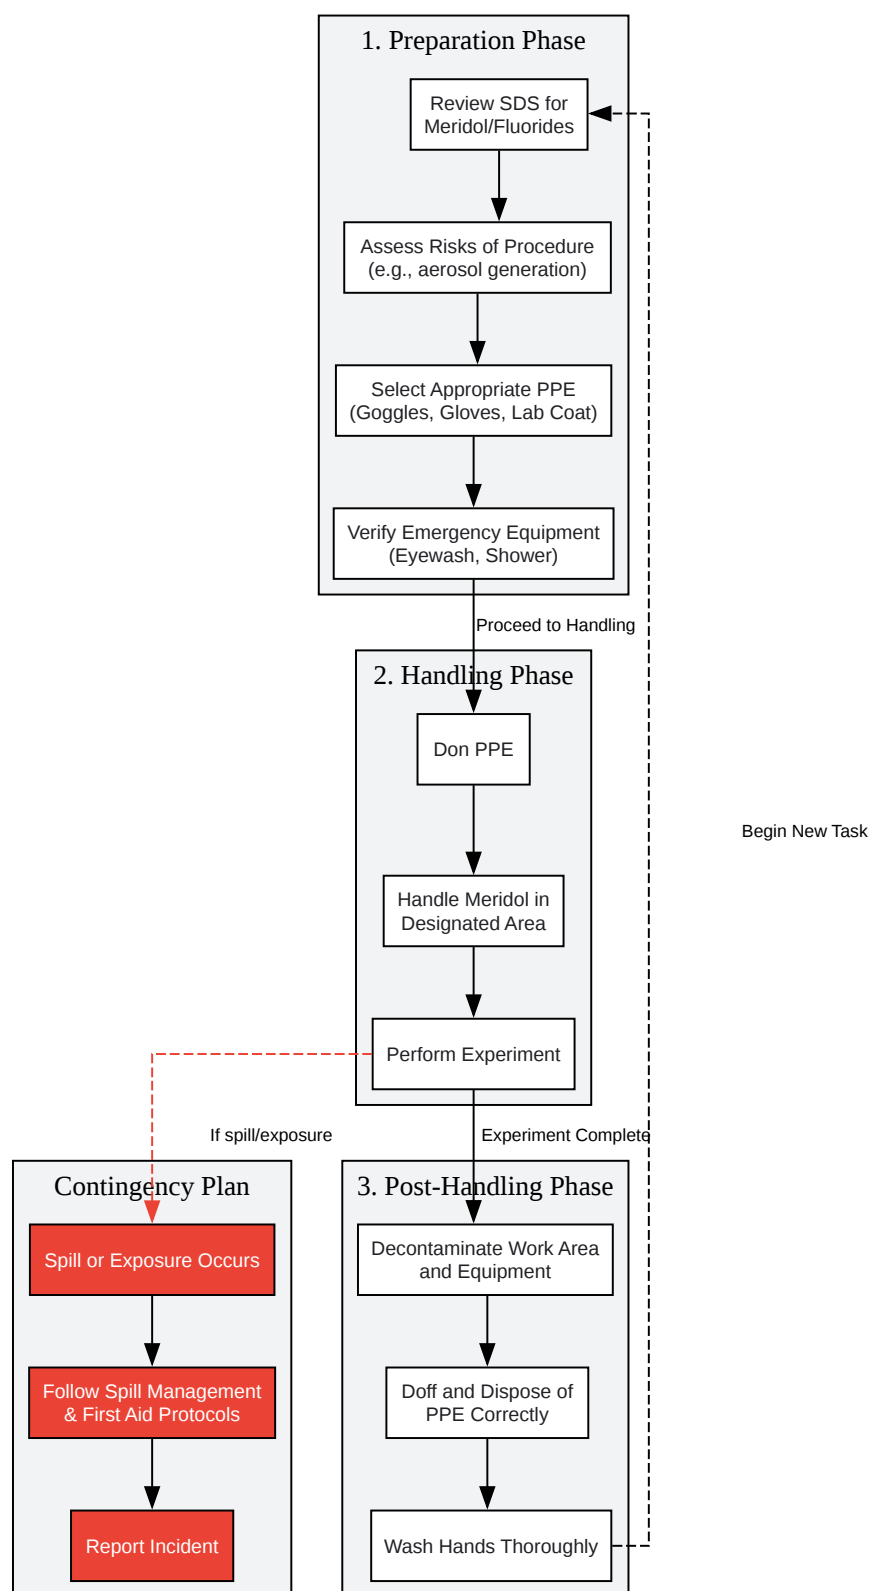 1. Preparation Phase
Review SDS for
Meridol/Fluorides
Assess Risks of Procedure
(e.g., aerosol generation)
Select Appropriate PPE
(Goggles, Gloves, Lab Coat)
Verify Emergency Equipment
(Eyewash, Shower)
Proceed to Handling
2. Handling Phase
Don PPE
Begin New Task
Handle Meridol in
Designated Area
Perform Experiment
If spill/exposure
Experiment Complete
Contingency Plan
Spill or Exposure Occurs
Follow Spill Management
& First Aid Protocols
Report Incident
3. Post-Handling Phase
Decontaminate Work Area
and Equipment
Doff and Dispose of
PPE Correctly
Wash Hands Thoroughly